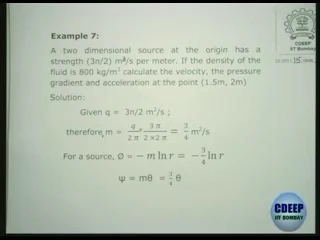 Example 7:
CDEEP
IIT BOMBAY
A two dimensional source at the origin has a
strength (3π/2) m³/s per meter. If the density of the
fluid is 800 kg/m³ calculate the velocity, the pressure
gradient and acceleration at the point (1.5m, 2m)
Solution:
Given q = 3π/2 m²/s ;
therefore, m = q/2π = 3π/2×2π = 3/4 m²/s
For a source, Ø = − m ln r = − 3/4 ln r
Ψ = mθ = 3/4 θ
CDEEP
IIT BOMBAY